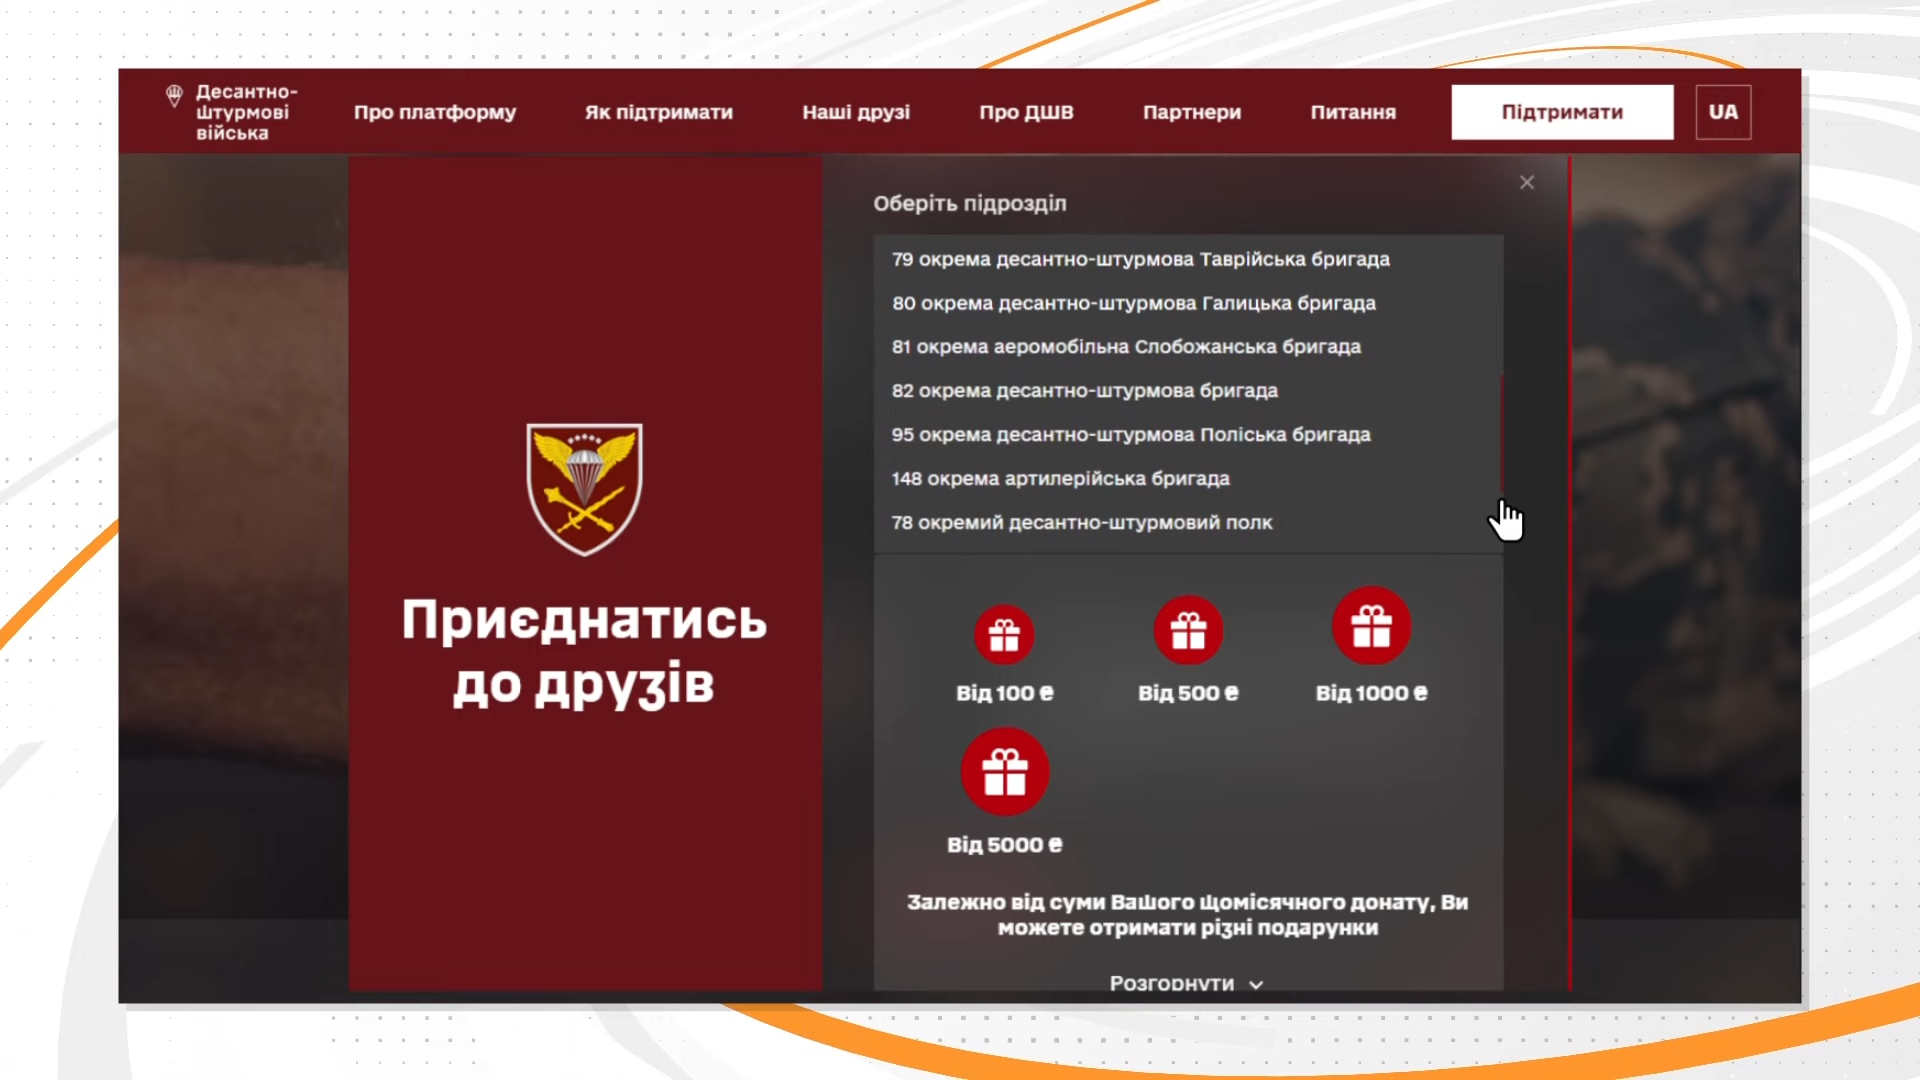 Десантно-
штурмові
війська
Про платформу
Як підтримати
Наші друзі
Про ДШВ
Партнери
Питання
Підтримати
UA
Приєднатись
до друзів
Оберіть підрозділ
79 окрема десантно-штурмова Таврійська бригада
80 окрема десантно-штурмова Галицька бригада
81 окрема аеромобільна Слобожанська бригада
82 окрема десантно-штурмова бригада
95 окрема десантно-штурмова Поліська бригада
148 окрема артилерійська бригада
78 окремий десантно-штурмовий полк
Від 100 ₴
Від 500 ₴
Від 1000 ₴
Від 5000 ₴
Залежно від суми Вашого щомісячного донату, Ви
можете отримати різні подарунки
Розгорнути